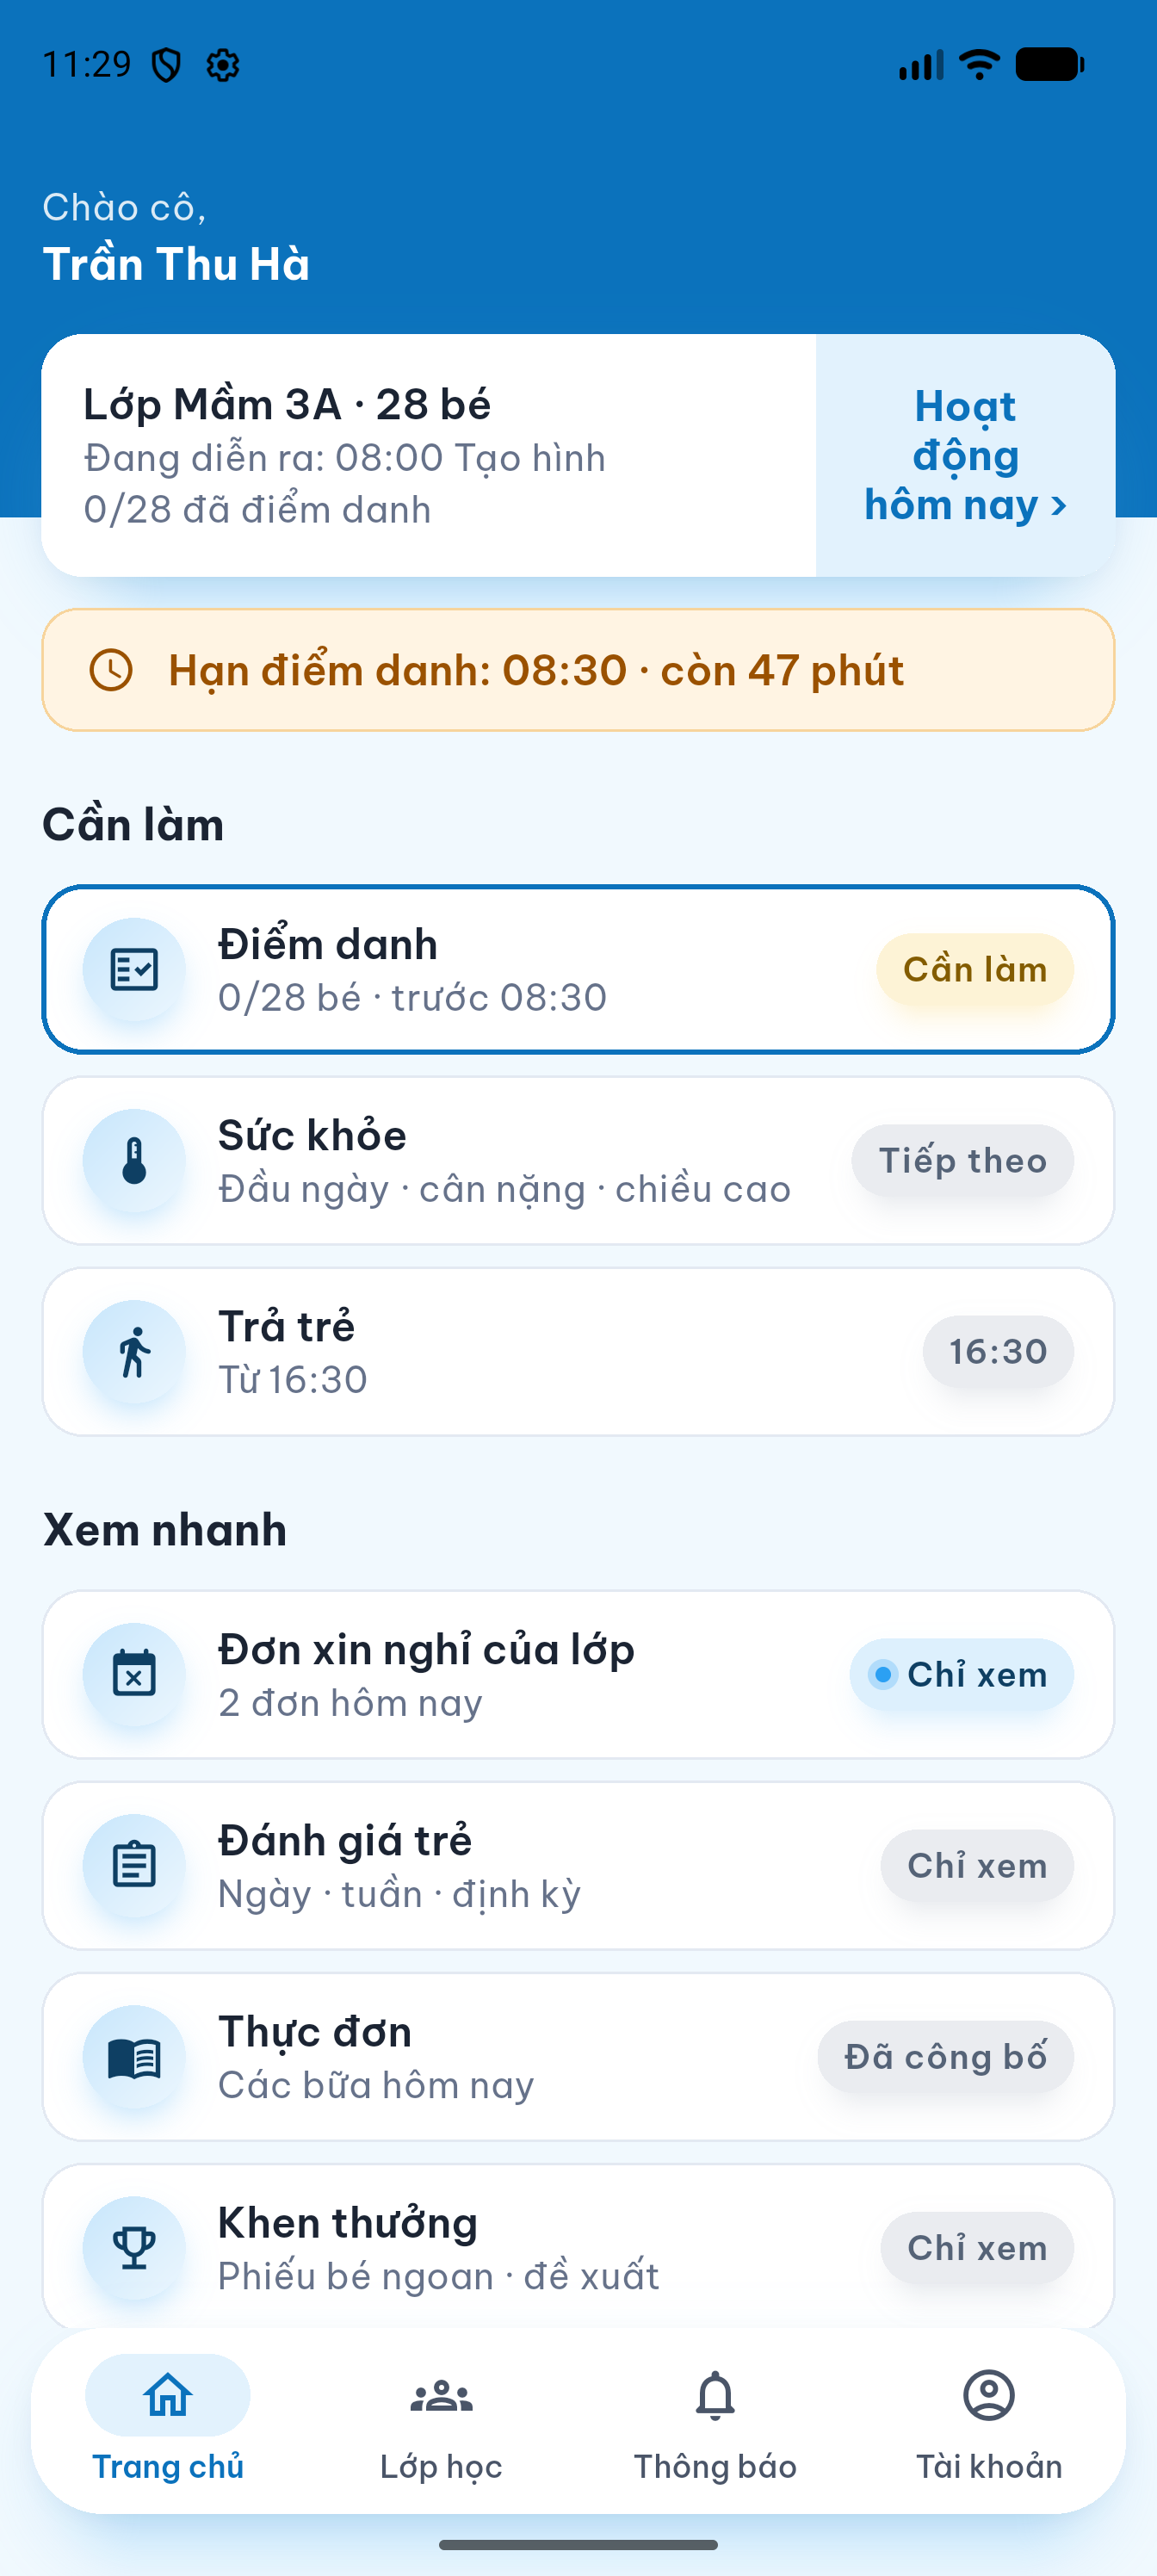 11:29
Chào cô,
Trần Thu Hà
Lớp Mầm 3A · 28 bé
Đang diễn ra: 08:00 Tạo hình
0/28 đã điểm danh
Hoạt
động
hôm nay ›
Hạn điểm danh: 08:30 · còn 47 phút
Cần làm
Điểm danh
0/28 bé · trước 08:30
Cần làm
Sức khỏe
Đầu ngày · cân nặng · chiều cao
Tiếp theo
Trả trẻ
Từ 16:30
16:30
Xem nhanh
Đơn xin nghỉ của lớp
2 đơn hôm nay
Chỉ xem
Đánh giá trẻ
Ngày · tuần · định kỳ
Chỉ xem
Thực đơn
Các bữa hôm nay
Đã công bố
Khen thưởng
Phiếu bé ngoan · đề xuất
Chỉ xem
Trang chủ
Lớp học
Thông báo
Tài khoản